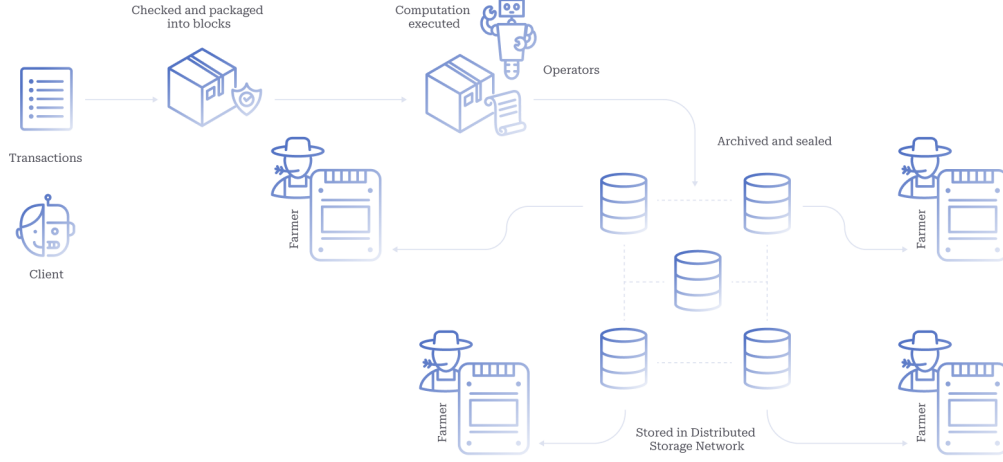 Checked and packaged
into blocks
Computation
executed
Operators
Transactions
Archived and sealed
Farmer
Farmer
Client
Farmer
Farmer
Stored in Distributed
Storage Network